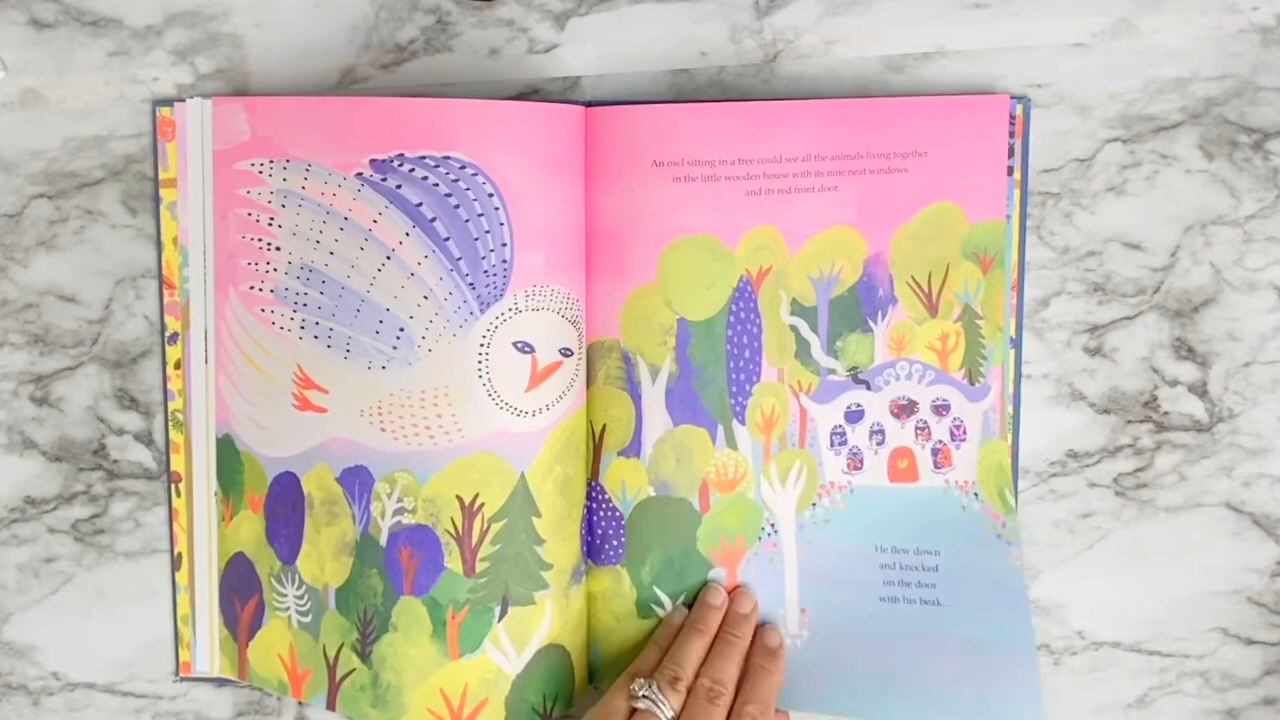 An owl sitting in a tree could see all the animals living together
in the little wooden house with its nine neat windows
and its red front door.
He flew down
and knocked
on the door
with his beak...